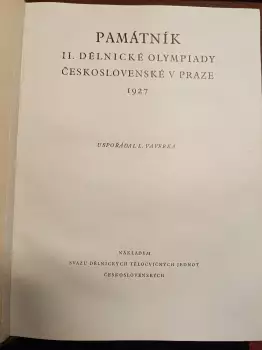 PAMÁTNÍK
II. DĚLNICKÉ OLYMPIADY
ČESKOSLOVENSKÉ V PRAZE
1927
USPOŘÁDAL L. VAVERKA
NÁKLADEM
SVAZU DĚLNICKÝCH TĚLOCVIČNÝCH JEDNOT
ČESKOSLOVENSKÝCH